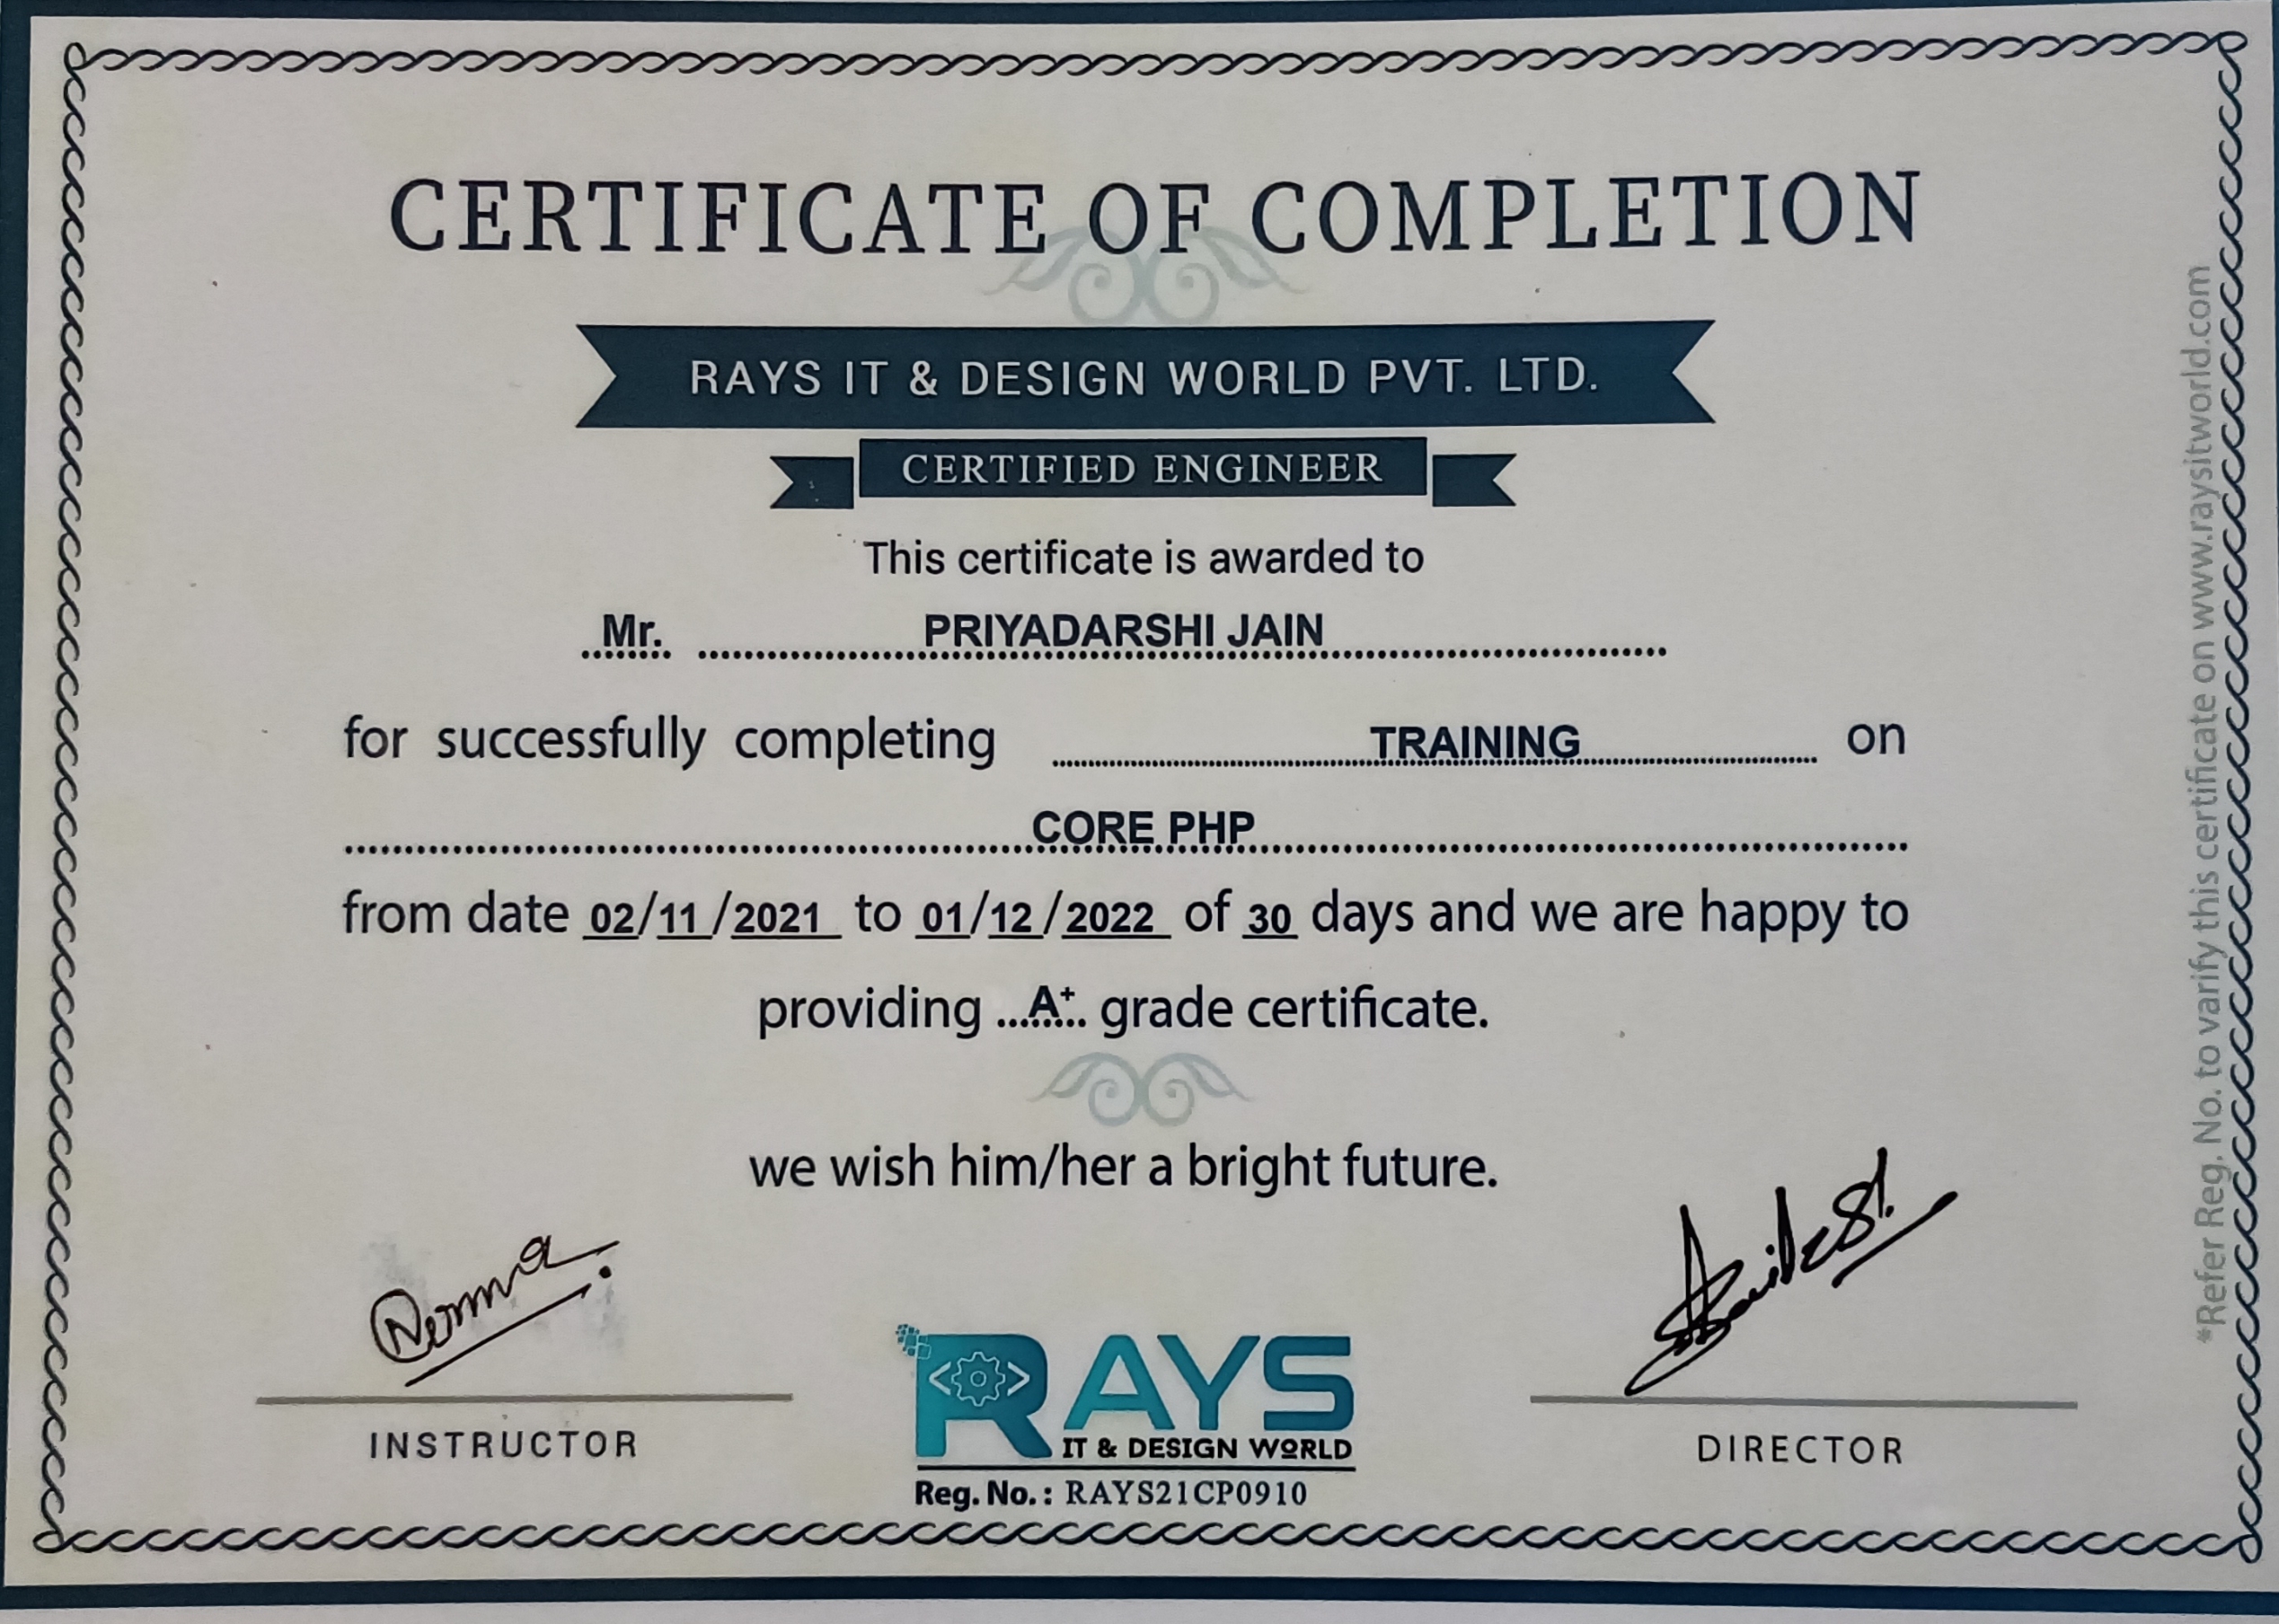 CERTIFICATE OF COMPLETION
RAYS IT & DESIGN WORLD PVT. LTD.
CERTIFIED ENGINEER
This certificate is awarded to
Mr. PRIYADARSHI JAIN
for successfully completing TRAINING on
CORE PHP
from date 02/11/2021 to 01/12/2022 of 30 days and we are happy to
providing ...A+.. grade certificate.
we wish him/her a bright future.
INSTRUCTOR
RAYS
IT & DESIGN WORLD
Reg. No. : RAYS21CP0910
DIRECTOR
*Refer Reg. No. to varify this certificate on www.raysitworld.com